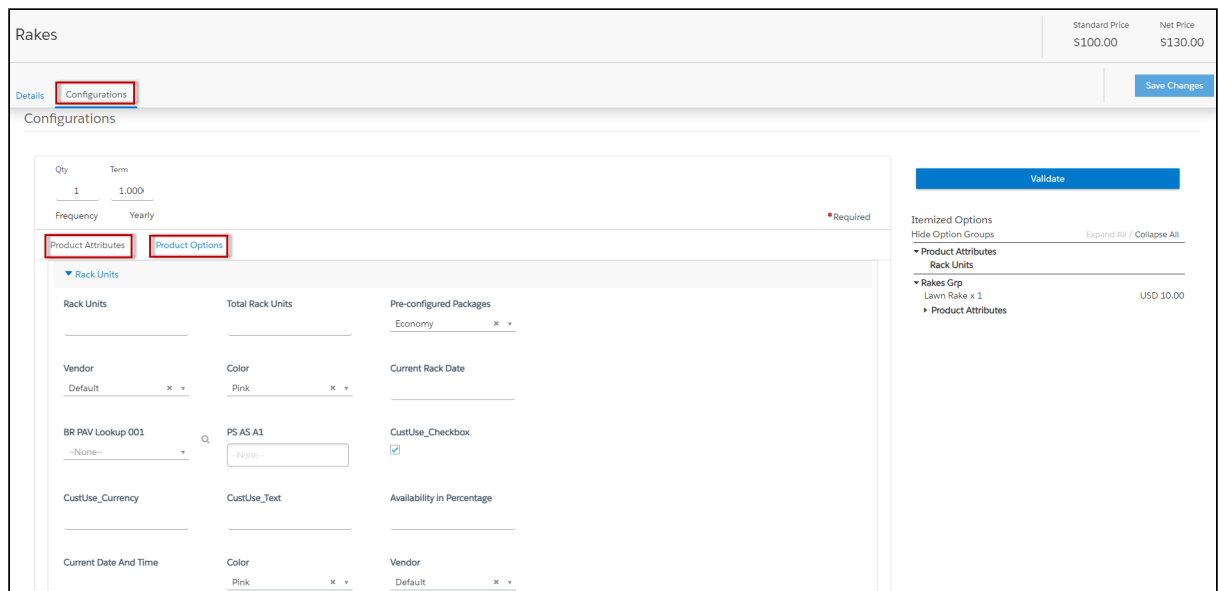 Rakes
Standard Price Net Price
$100.00 $130.00
Details Configurations
Save Changes
Configurations
Qty Term
1 1.000
Frequency Yearly
*Required
Product Attributes Product Options
Rack Units
Rack Units Total Rack Units Pre-configured Packages
Economy
Vendor Color Current Rack Date
Default Pink
BR PAV Lookup 001 PS AS A1 CustUse_Checkbox
--None-- --None--
CustUse_Currency CustUse_Text Availability in Percentage
Current Date And Time Color Vendor
Pink Default
Validate
Itemized Options
Hide Option Groups Expand All / Collapse All
Product Attributes
Rack Units
Rakes Grp
Lawn Rake x 1 USD 10.00
Product Attributes